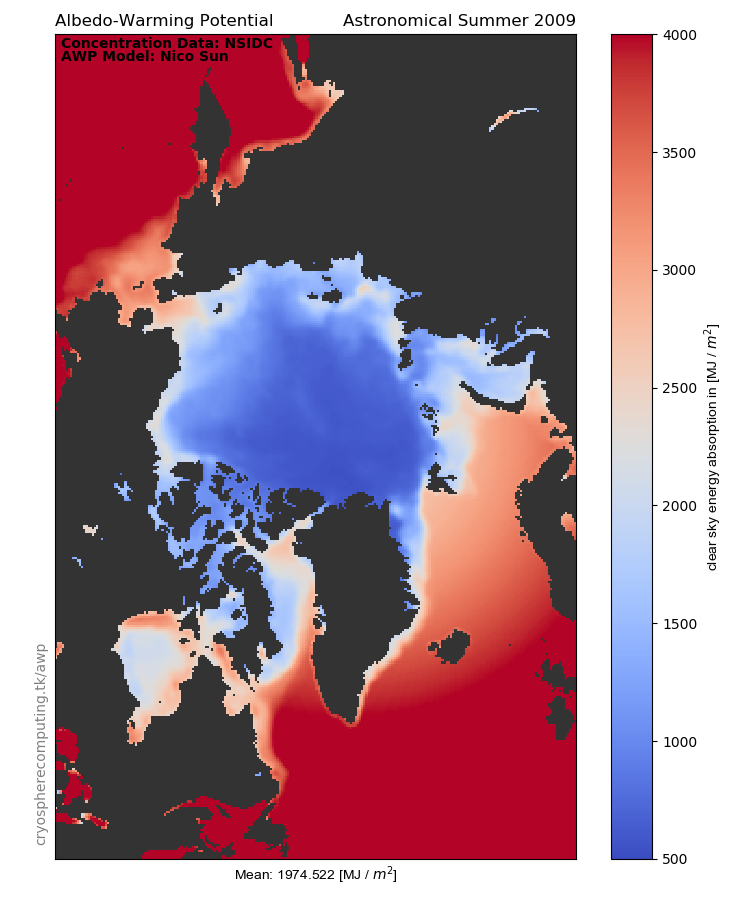 Albedo-Warming Potential
Astronomical Summer 2009
Concentration Data: NSIDC
AWP Model: Nico Sun
4000
3500
3000
2500
2000
1500
1000
500
clear sky energy absorption in [MJ / m²]
cryospherecomputing.tk/awp
Mean: 1974.522 [MJ / m²]